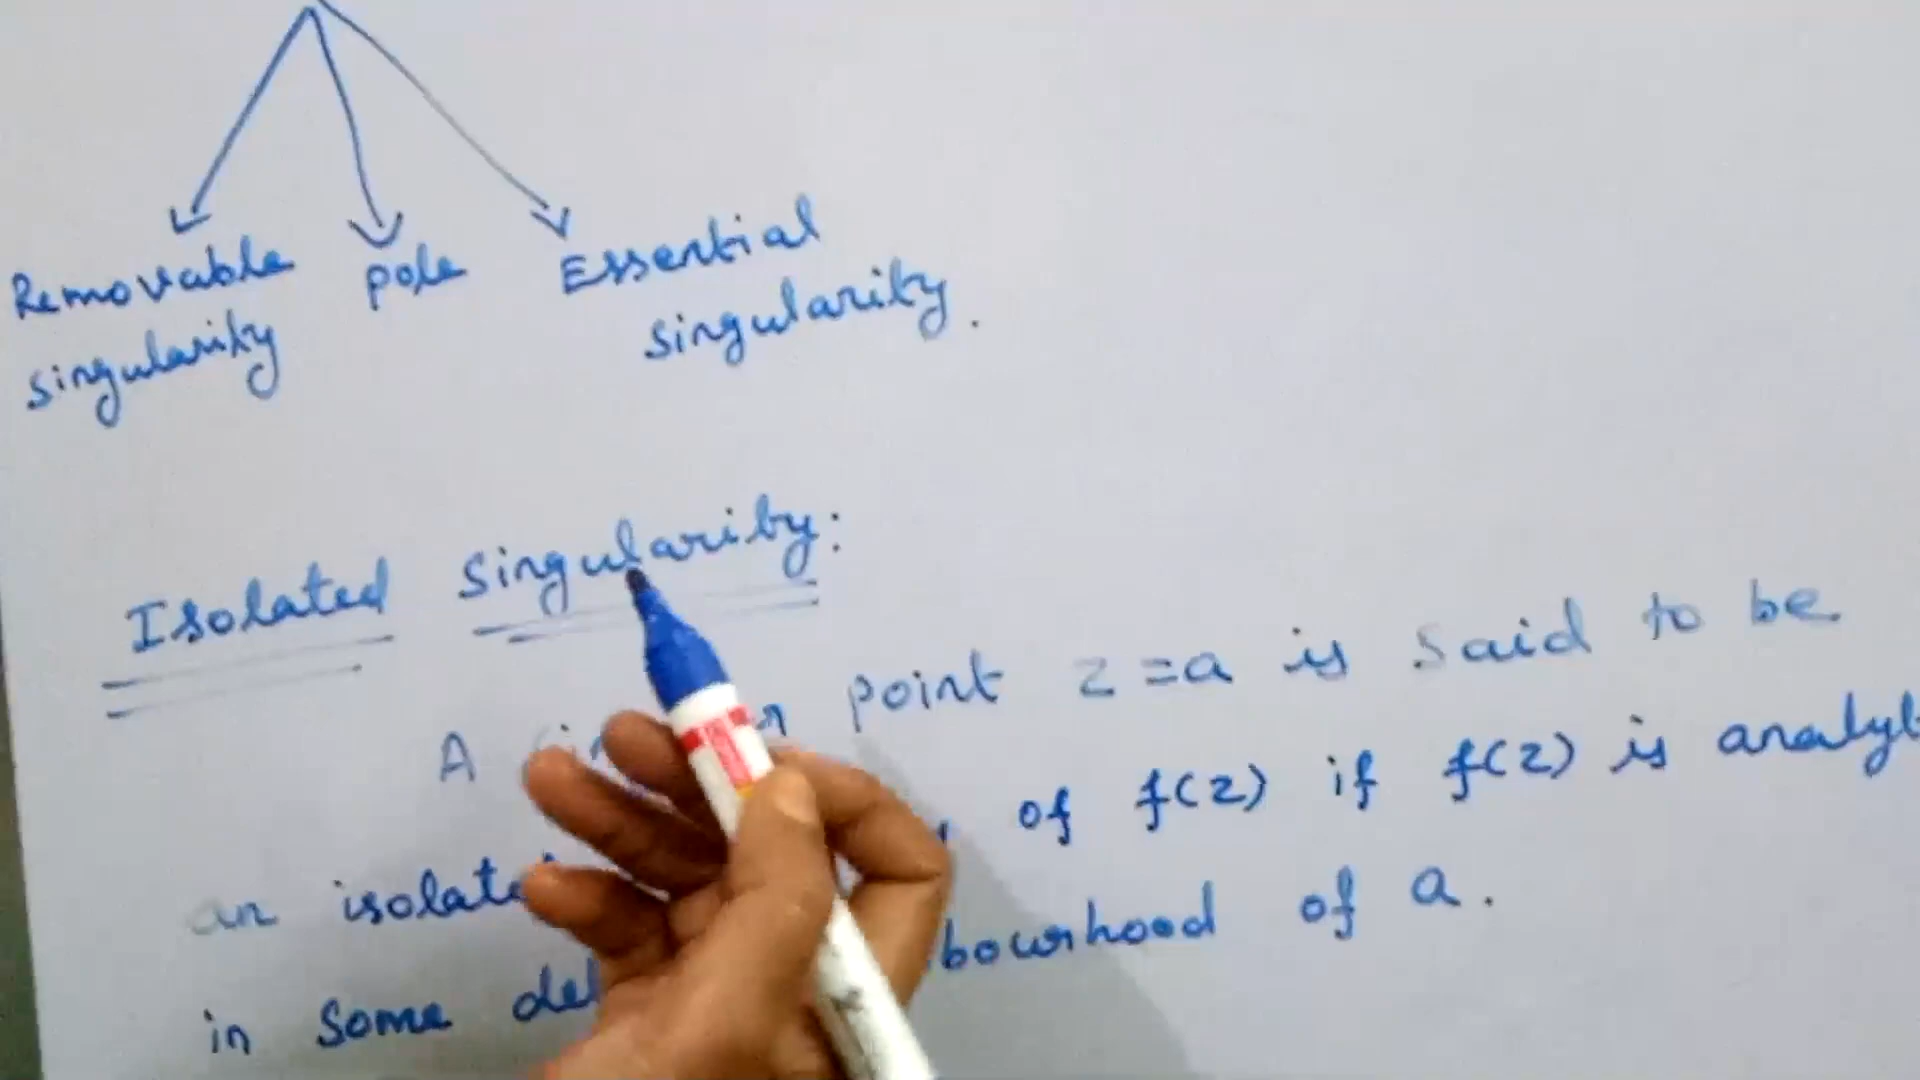 Removable pole Essential
singularity singularity.
Isolated singularity:
A point z=a is said to be
an of f(z) if f(z) is
in some of a.